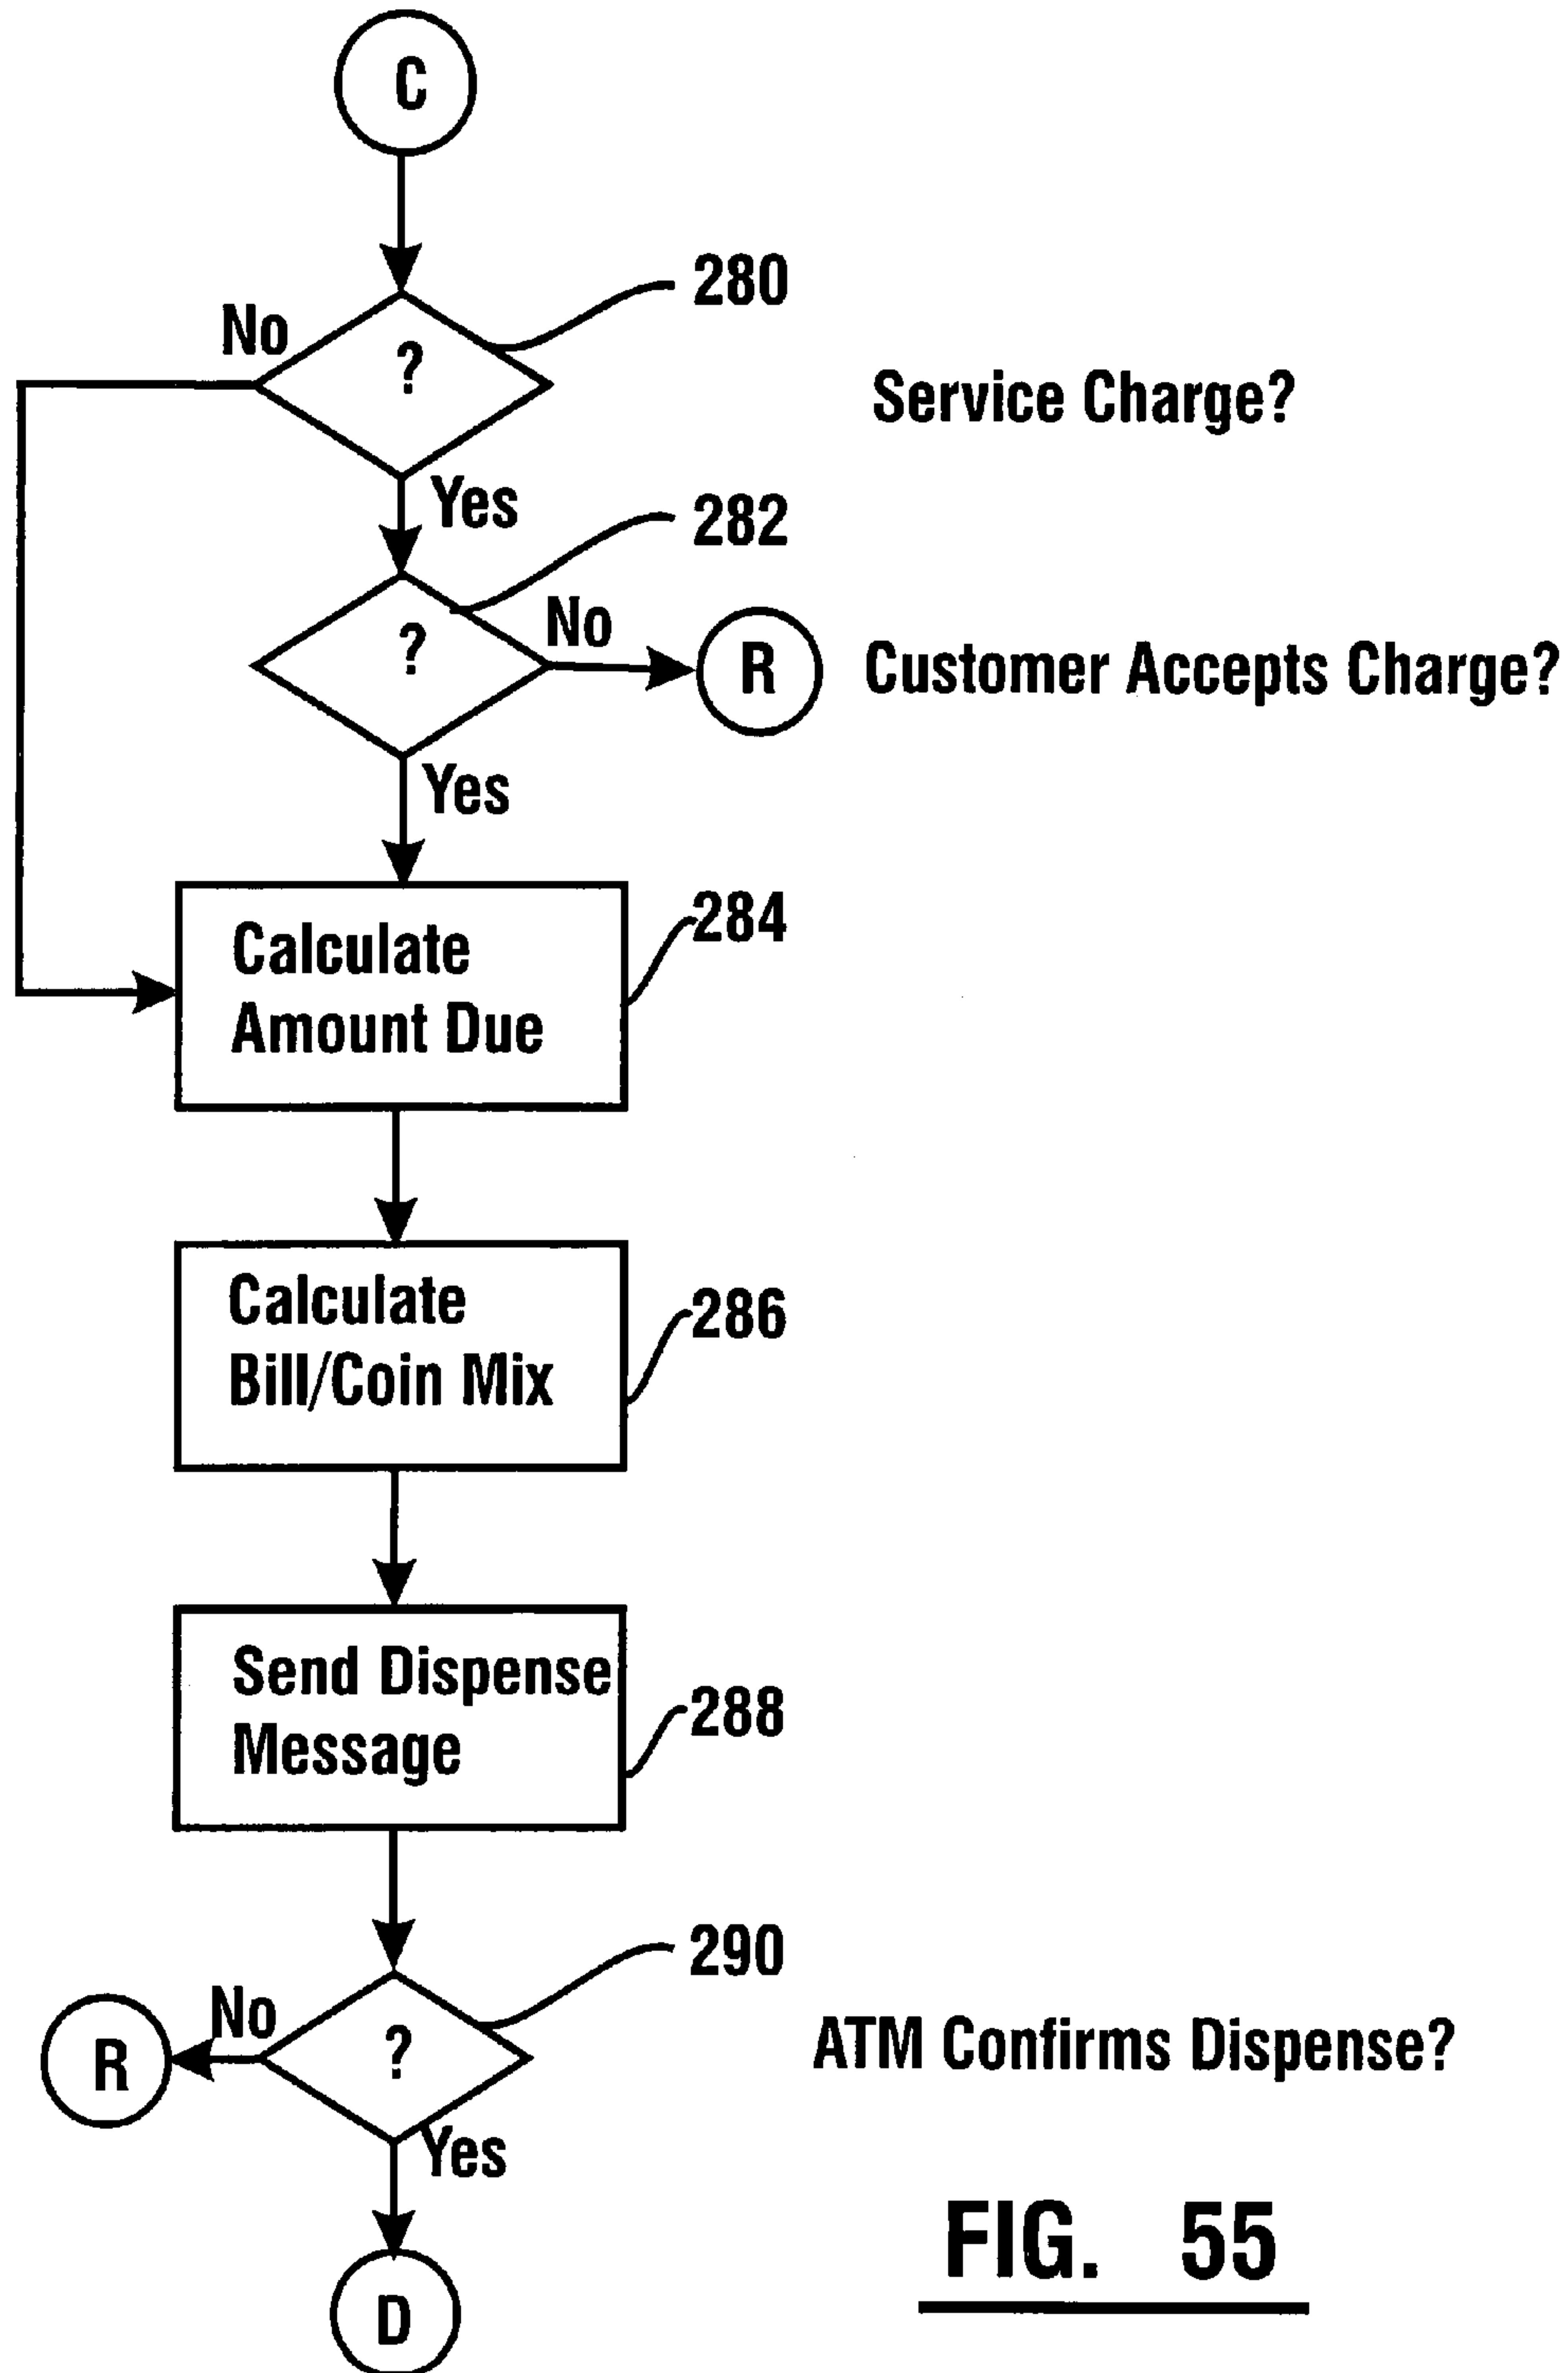 C
280
No
?
Service Charge?
Yes
282
No
?
R
Customer Accepts Charge?
Yes
284
Calculate
Amount Due
286
Calculate
Bill/Coin Mix
Send Dispense
288
Message
290
No
?
R
ATM Confirms Dispense?
Yes
FIG. 55
D